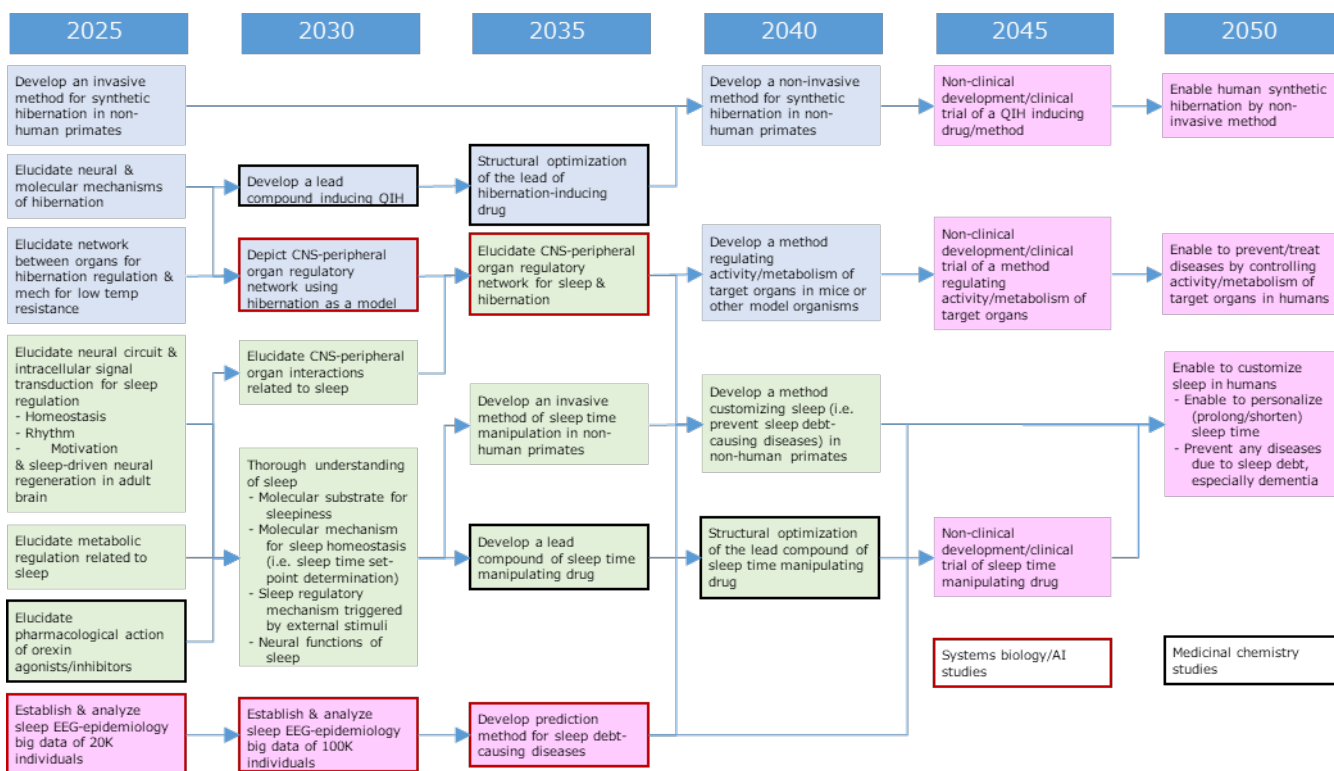 2025
2030
2035
2040
2045
2050
Develop an invasive
method for synthetic
hibernation in non-
human primates
Elucidate neural &
molecular mechanisms
of hibernation
Elucidate network
between organs for
hibernation regulation &
mech for low temp
resistance
Elucidate neural circuit &
intracellular signal
transduction for sleep
regulation
- Homeostasis
- Rhythm
- Motivation
& sleep-driven neural
regeneration in adult
brain
Elucidate metabolic
regulation related to
sleep
Elucidate
pharmacological action
of orexin
agonists/inhibitors
Establish & analyze
sleep EEG-epidemiology
big data of 20K
individuals
Develop a lead
compound inducing QIH
Depict CNS-peripheral
organ regulatory
network using
hibernation as a model
Elucidate CNS-peripheral
organ interactions
related to sleep
Thorough understanding
of sleep
- Molecular substrate for
sleepiness
- Molecular mechanism
for sleep homeostasis
(i.e. sleep time set-
point determination)
- Sleep regulatory
mechanism triggered
by external stimuli
- Neural functions of
sleep
Establish & analyze
sleep EEG-epidemiology
big data of 100K
individuals
Structural optimization
of the lead of
hibernation-inducing
drug
Elucidate CNS-peripheral
organ regulatory
network for sleep &
hibernation
Develop an invasive
method of sleep time
manipulation in non-
human primates
Develop a lead
compound of sleep time
manipulating drug
Develop prediction
method for sleep debt-
causing diseases
Develop a non-invasive
method for synthetic
hibernation in non-
human primates
Develop a method
regulating
activity/metabolism of
target organs in mice or
other model organisms
Develop a method
customizing sleep (i.e.
prevent sleep debt-
causing diseases) in
non-human primates
Structural optimization
of the lead compound of
sleep time manipulating
drug
Non-clinical
development/clinical
trial of a QIH inducing
drug/method
Non-clinical
development/clinical
trial of a method
regulating
activity/metabolism of
target organs
Non-clinical
development/clinical
trial of sleep time
manipulating drug
Systems biology/AI
studies
Enable human synthetic
hibernation by non-
invasive method
Enable to prevent/treat
diseases by controlling
activity/metabolism of
target organs in humans
Enable to customize
sleep in humans
- Enable to personalize
(prolong/shorten)
sleep time
- Prevent any diseases
due to sleep debt,
especially dementia
Medicinal chemistry
studies